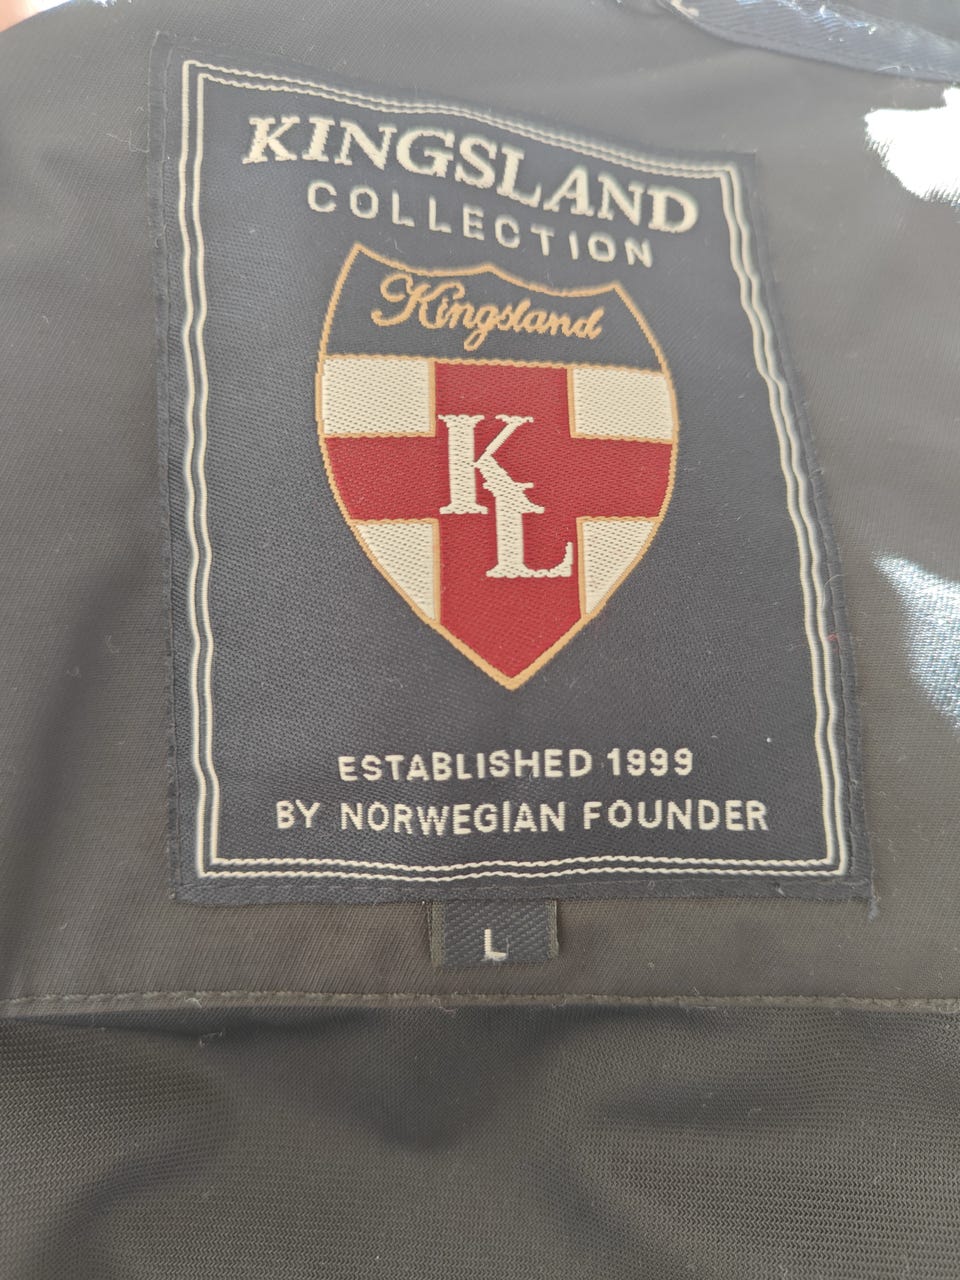 KINGSLAND
COLLECTION
Kingsland
KL
ESTABLISHED 1999
BY NORWEGIAN FOUNDER
L